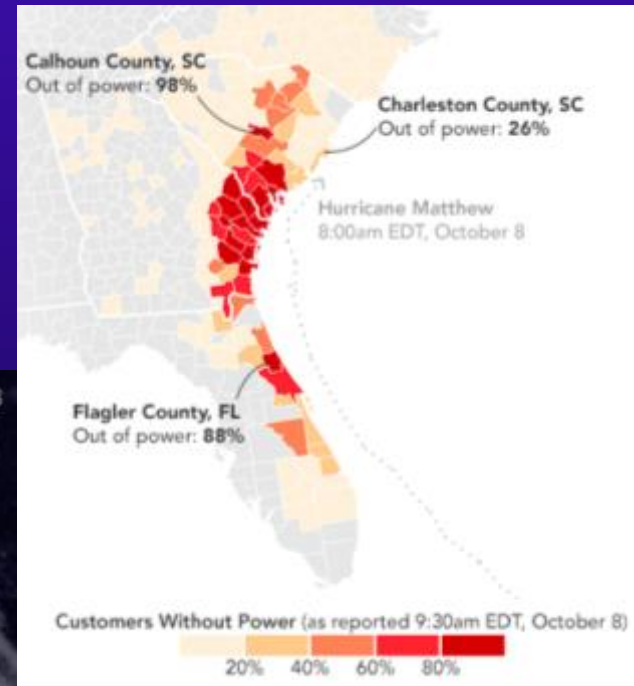 Calhoun County, SC
Out of power: 98%
Charleston County, SC
Out of power: 26%
Hurricane Matthew
8:00am EDT, October 8
Flagler County, FL
Out of power: 88%
Customers Without Power (as reported 9:30am EDT, October 8)
20% 40% 60% 80%